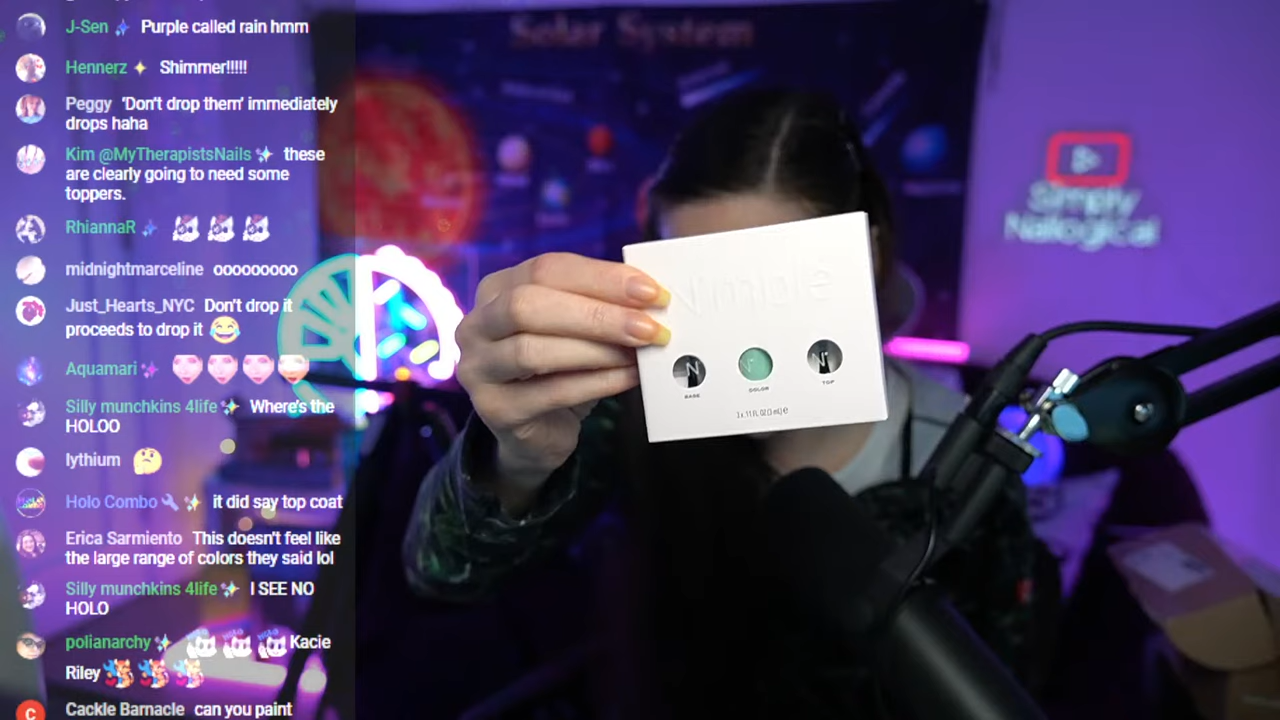 J-Sen Purple called rain hmm
Hennerz Shimmer!!!!!
Peggy 'Don't drop them' immediately
drops haha
Kim @MyTherapistsNails these
are clearly going to need some
toppers.
RhiannaR
midnightmarceline ooooooooo
Just_Hearts_NYC Don't drop it
proceeds to drop it
Aquamari
Silly munchkins 4life Where's the
HOLOO
lythium
Holo Combo it did say top coat
Erica Sarmiento This doesn't feel like
the large range of colors they said lol
Silly munchkins 4life I SEE NO
HOLO
polianarchy Kacie
Riley
C Cackle Barnacle can you paint
Solar System
Simply
Nailogical
Nimble
N N N
BASE COLOR TOP